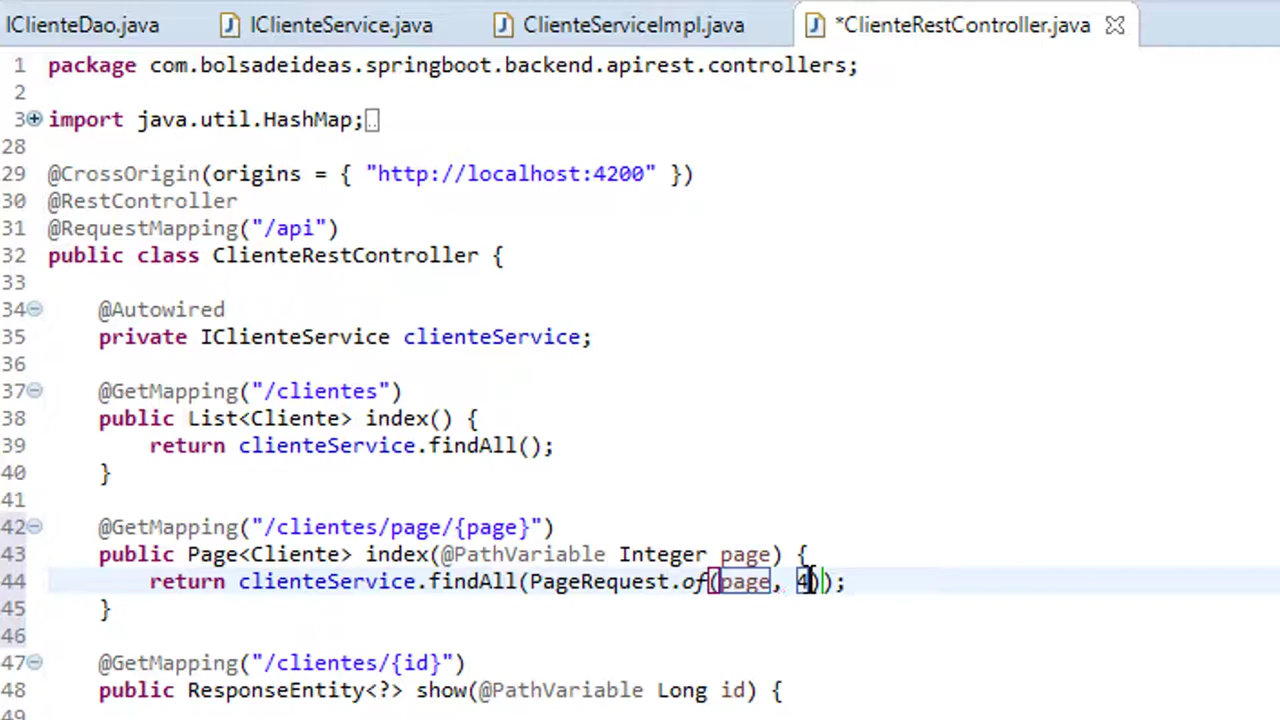 IClienteDao.java IClienteService.java ClienteServiceImpl.java *ClienteRestController.java
1 package com.bolsadeideas.springboot.backend.apirest.controllers;
2
3 import java.util.HashMap;
28
29 @CrossOrigin(origins = { "http://localhost:4200" })
30 @RestController
31 @RequestMapping("/api")
32 public class ClienteRestController {
33
34 @Autowired
35 private IClienteService clienteService;
36
37 @GetMapping("/clientes")
38 public List<Cliente> index() {
39 return clienteService.findAll();
40 }
41
42 @GetMapping("/clientes/page/{page}")
43 public Page<Cliente> index(@PathVariable Integer page) {
44 return clienteService.findAll(PageRequest.of(page, 4));
45 }
46
47 @GetMapping("/clientes/{id}")
48 public ResponseEntity<?> show(@PathVariable Long id) {
49